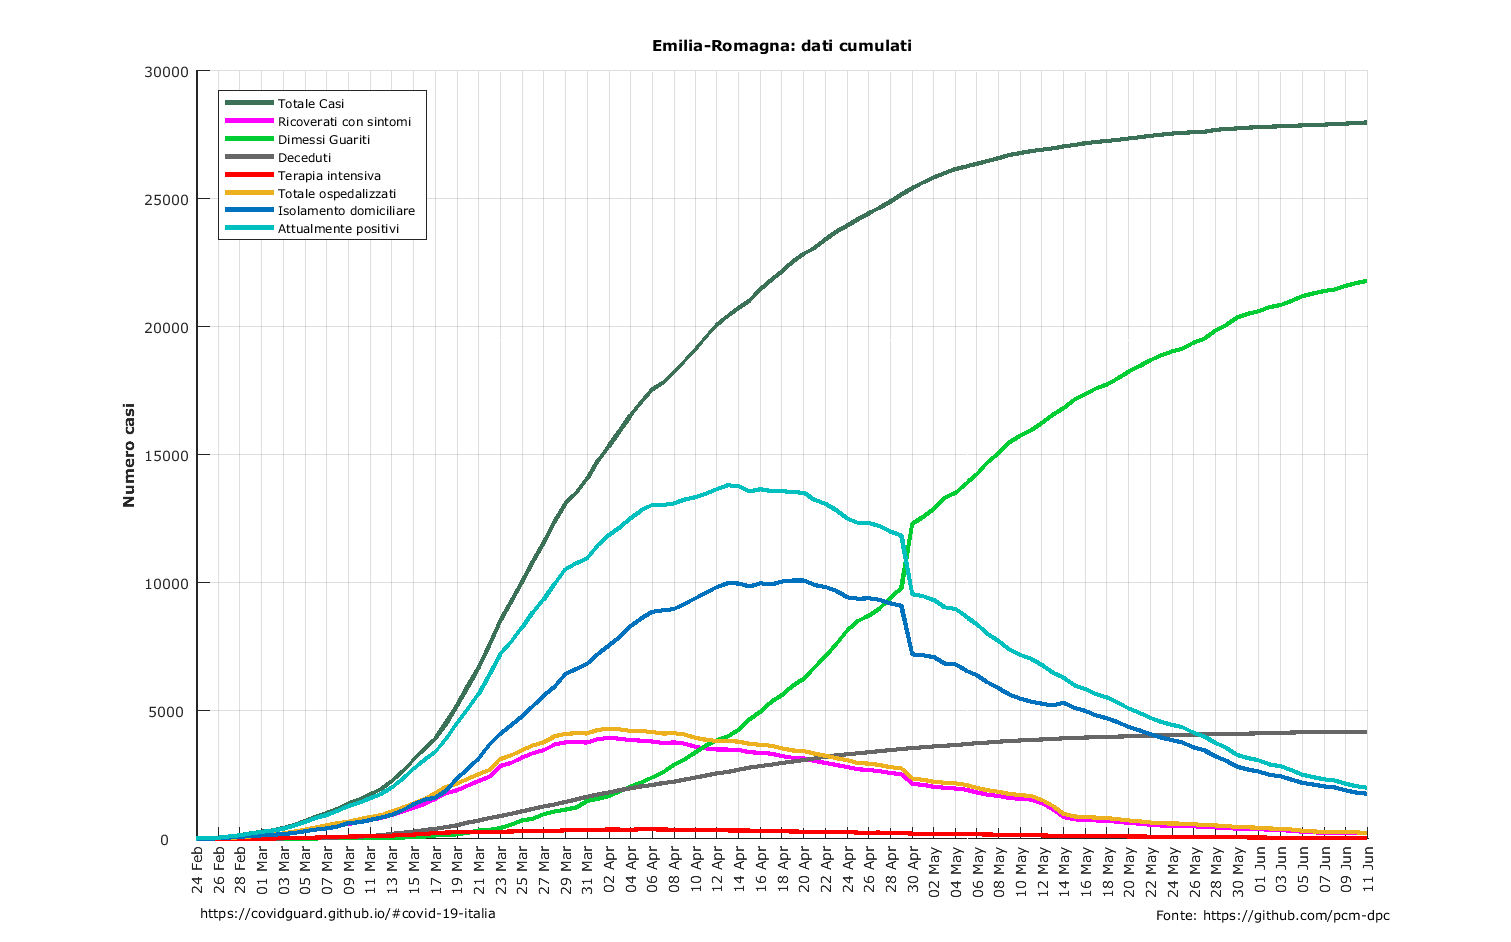 Emilia-Romagna: dati cumulati
30000
25000
20000
15000
10000
5000
0
Numero casi
Totale Casi
Ricoverati con sintomi
Dimessi Guariti
Deceduti
Terapia intensiva
Totale ospedalizzati
Isolamento domiciliare
Attualmente positivi
24 Feb
26 Feb
28 Feb
01 Mar
03 Mar
05 Mar
07 Mar
09 Mar
11 Mar
13 Mar
15 Mar
17 Mar
19 Mar
21 Mar
23 Mar
25 Mar
27 Mar
29 Mar
31 Mar
02 Apr
04 Apr
06 Apr
08 Apr
10 Apr
12 Apr
14 Apr
16 Apr
18 Apr
20 Apr
22 Apr
24 Apr
26 Apr
28 Apr
30 Apr
02 May
04 May
06 May
08 May
10 May
12 May
14 May
16 May
18 May
20 May
22 May
24 May
26 May
28 May
30 May
01 Jun
03 Jun
05 Jun
07 Jun
09 Jun
11 Jun
https://covidguard.github.io/#covid-19-italia
Fonte: https://github.com/pcm-dpc